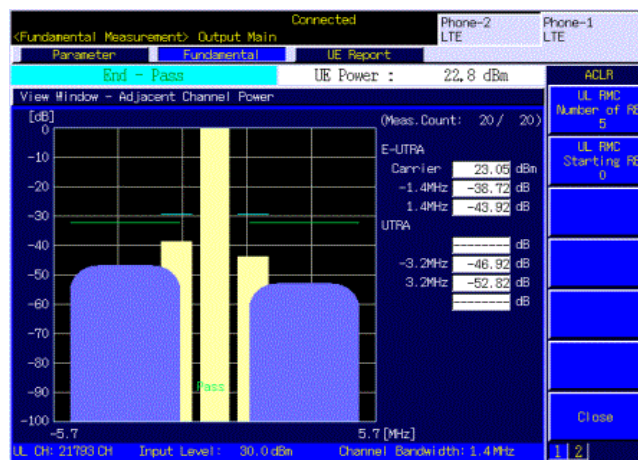 Connected
Phone-2 Phone-1
LTE LTE
<Fundamental Measurement> Output Main
Parameter Fundamental UE Report
End - Pass UE Power : 22.8 dBm ACLR
View Window - Adjacent Channel Power
UL RMC
Number of RB
5
UL RMC
Starting RB
0
Close
1 2
[dB]
0
-10
-20
-30
-40
-50
-60
-70
-80
-90
-100
-5.7 5.7 [MHz]
Pass
(Meas.Count: 20/ 20)
E-UTRA
Carrier 23.05 dBm
-1.4MHz -38.72 dB
1.4MHz -43.92 dB
UTRA
------- dB
-3.2MHz -46.92 dB
3.2MHz -52.82 dB
------- dB
UL CH: 21793 CH Input Level: 30.0 dBm Channel Bandwidth: 1.4 MHz